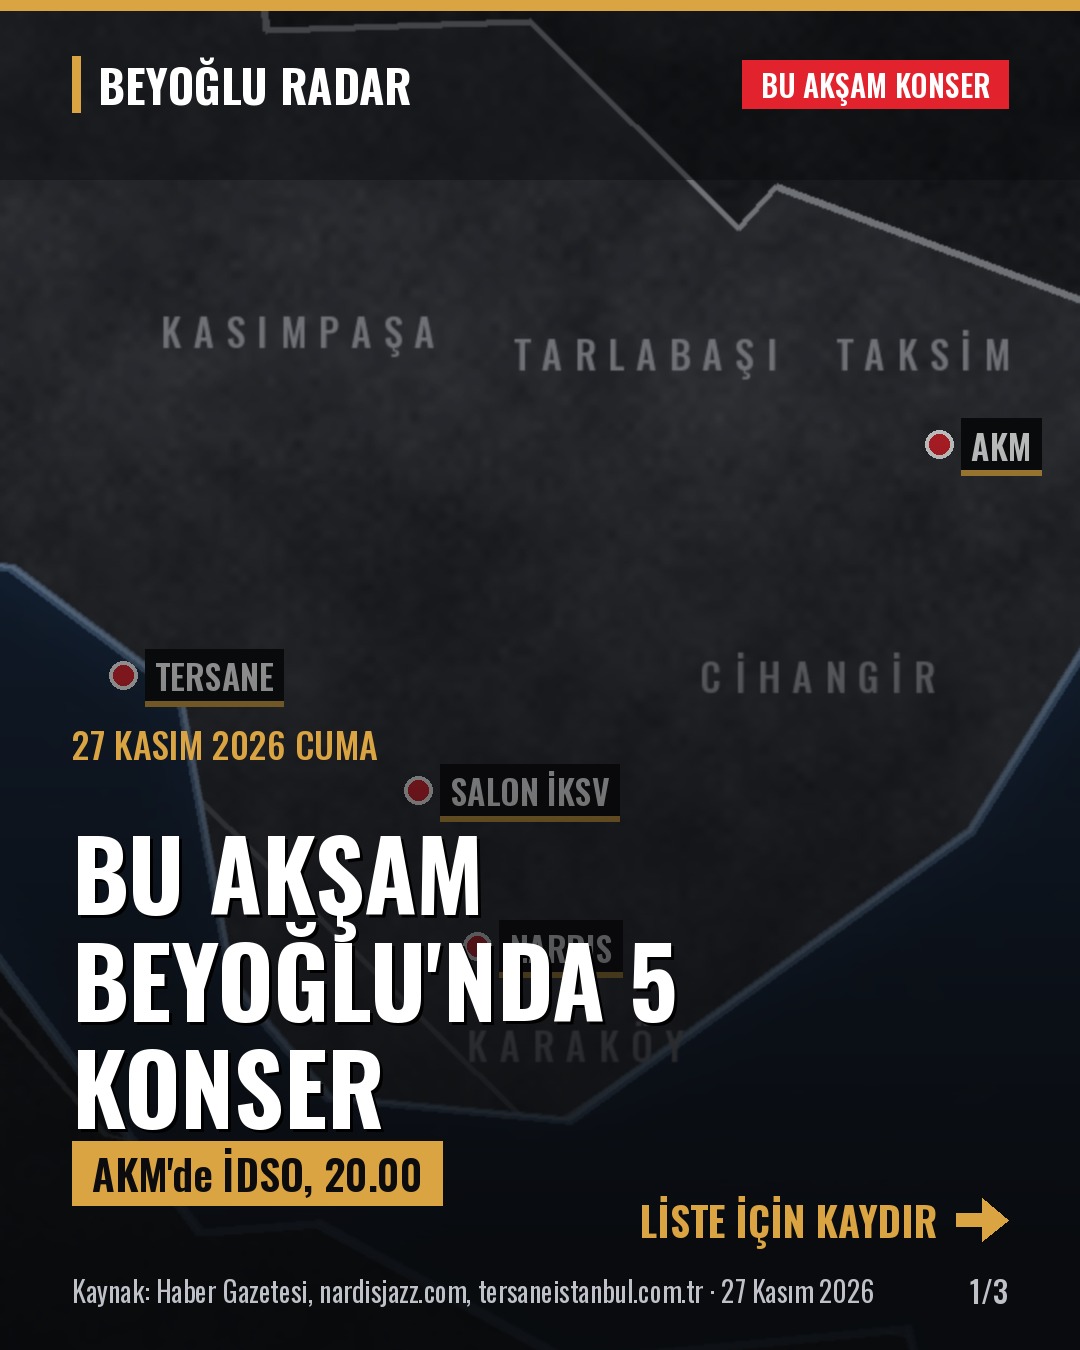 BEYOĞLU RADAR
BU AKŞAM KONSER
KASIMPAŞA
TARLABAŞI
TAKSİM
AKM
TERSANE
CİHANGİR
27 KASIM 2026 CUMA
SALON İKSV
BU AKŞAM
NARDIS
BEYOĞLU'NDA 5
KARAKÖY
KONSER
AKM'de İDSO, 20.00
LİSTE İÇİN KAYDIR
Kaynak: Haber Gazetesi, nardisjazz.com, tersaneistanbul.com.tr · 27 Kasım 2026
1/3